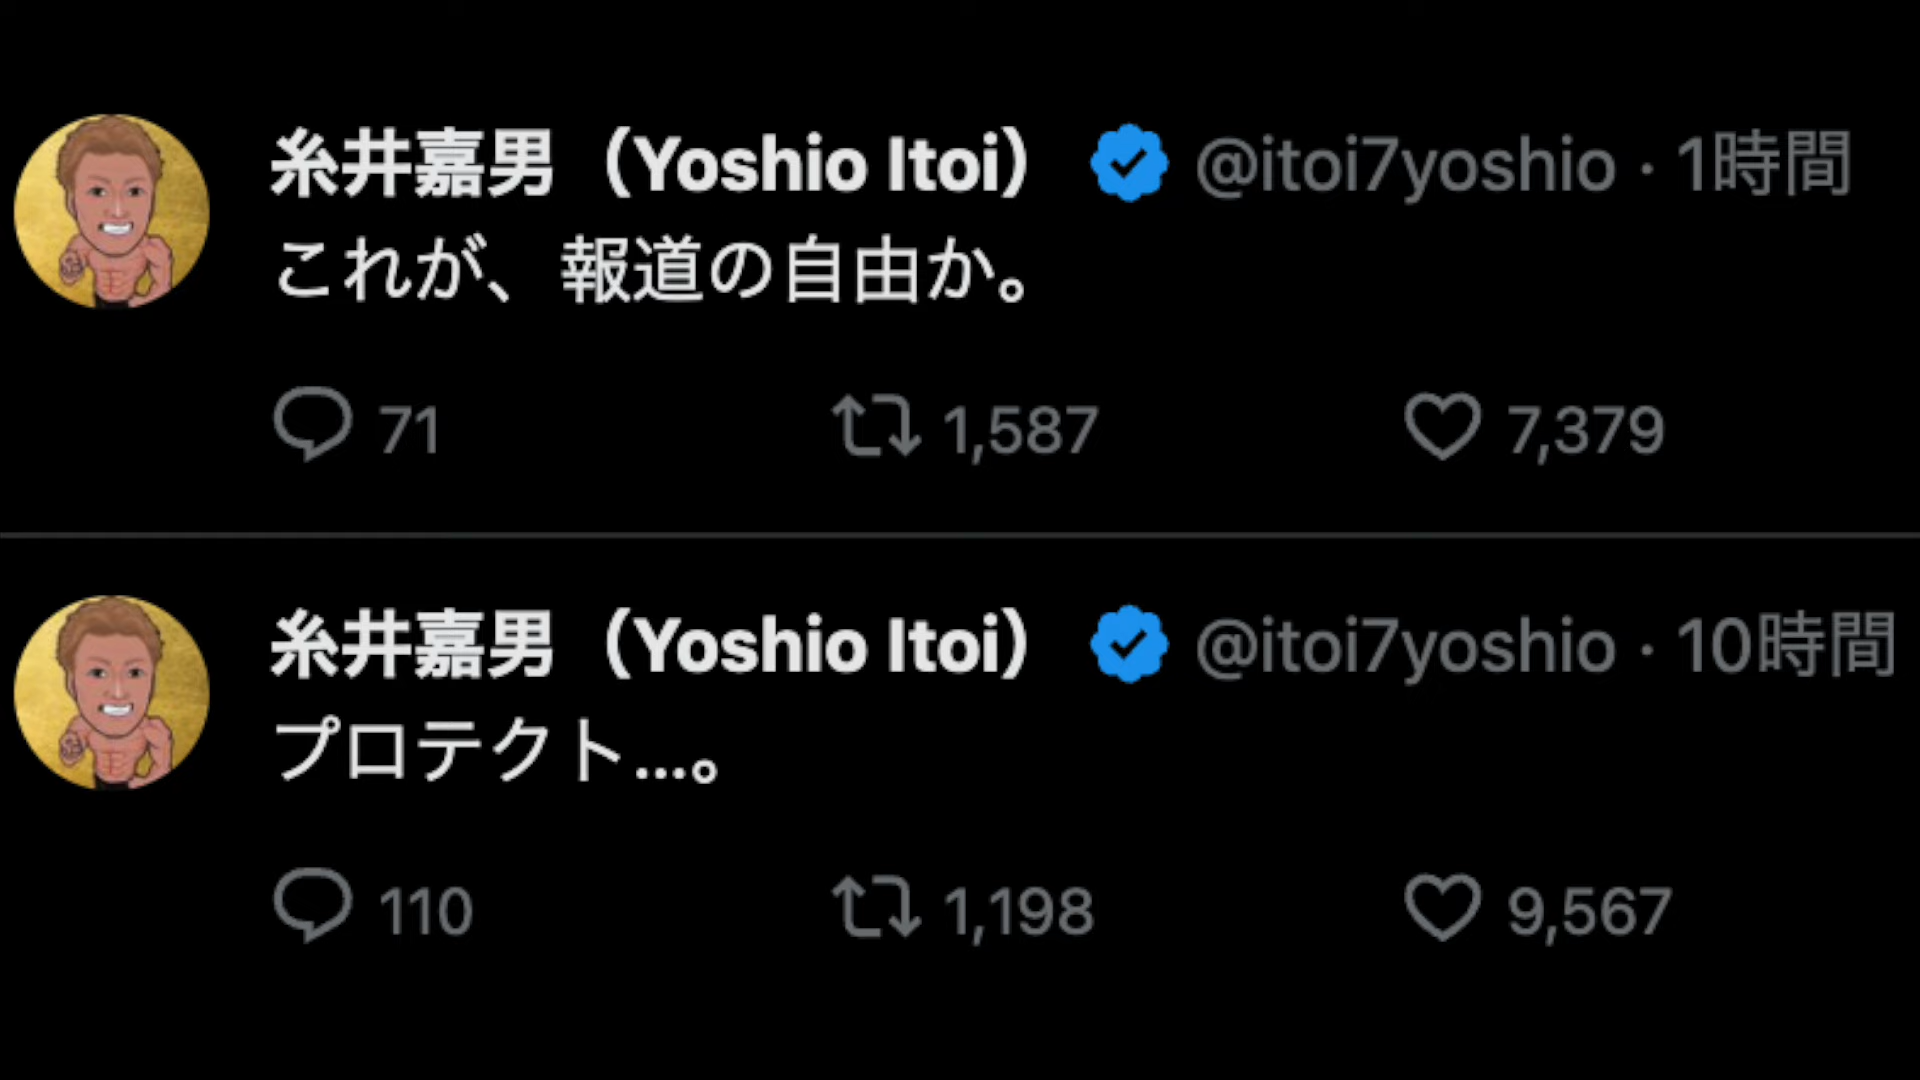 糸井嘉男（Yoshio Itoi） @itoi7yoshio · 1時間
これが、報道の自由か。
71 1,587 7,379
糸井嘉男（Yoshio Itoi） @itoi7yoshio · 10時間
プロテクト...。
110 1,198 9,567